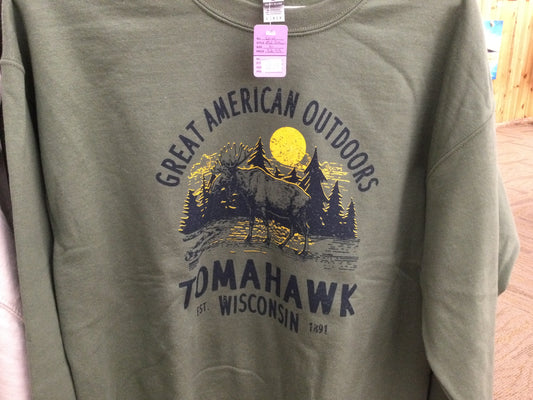 GREAT AMERICAN OUTDOORS
TOMAHAWK
EST. WISCONSIN 1891